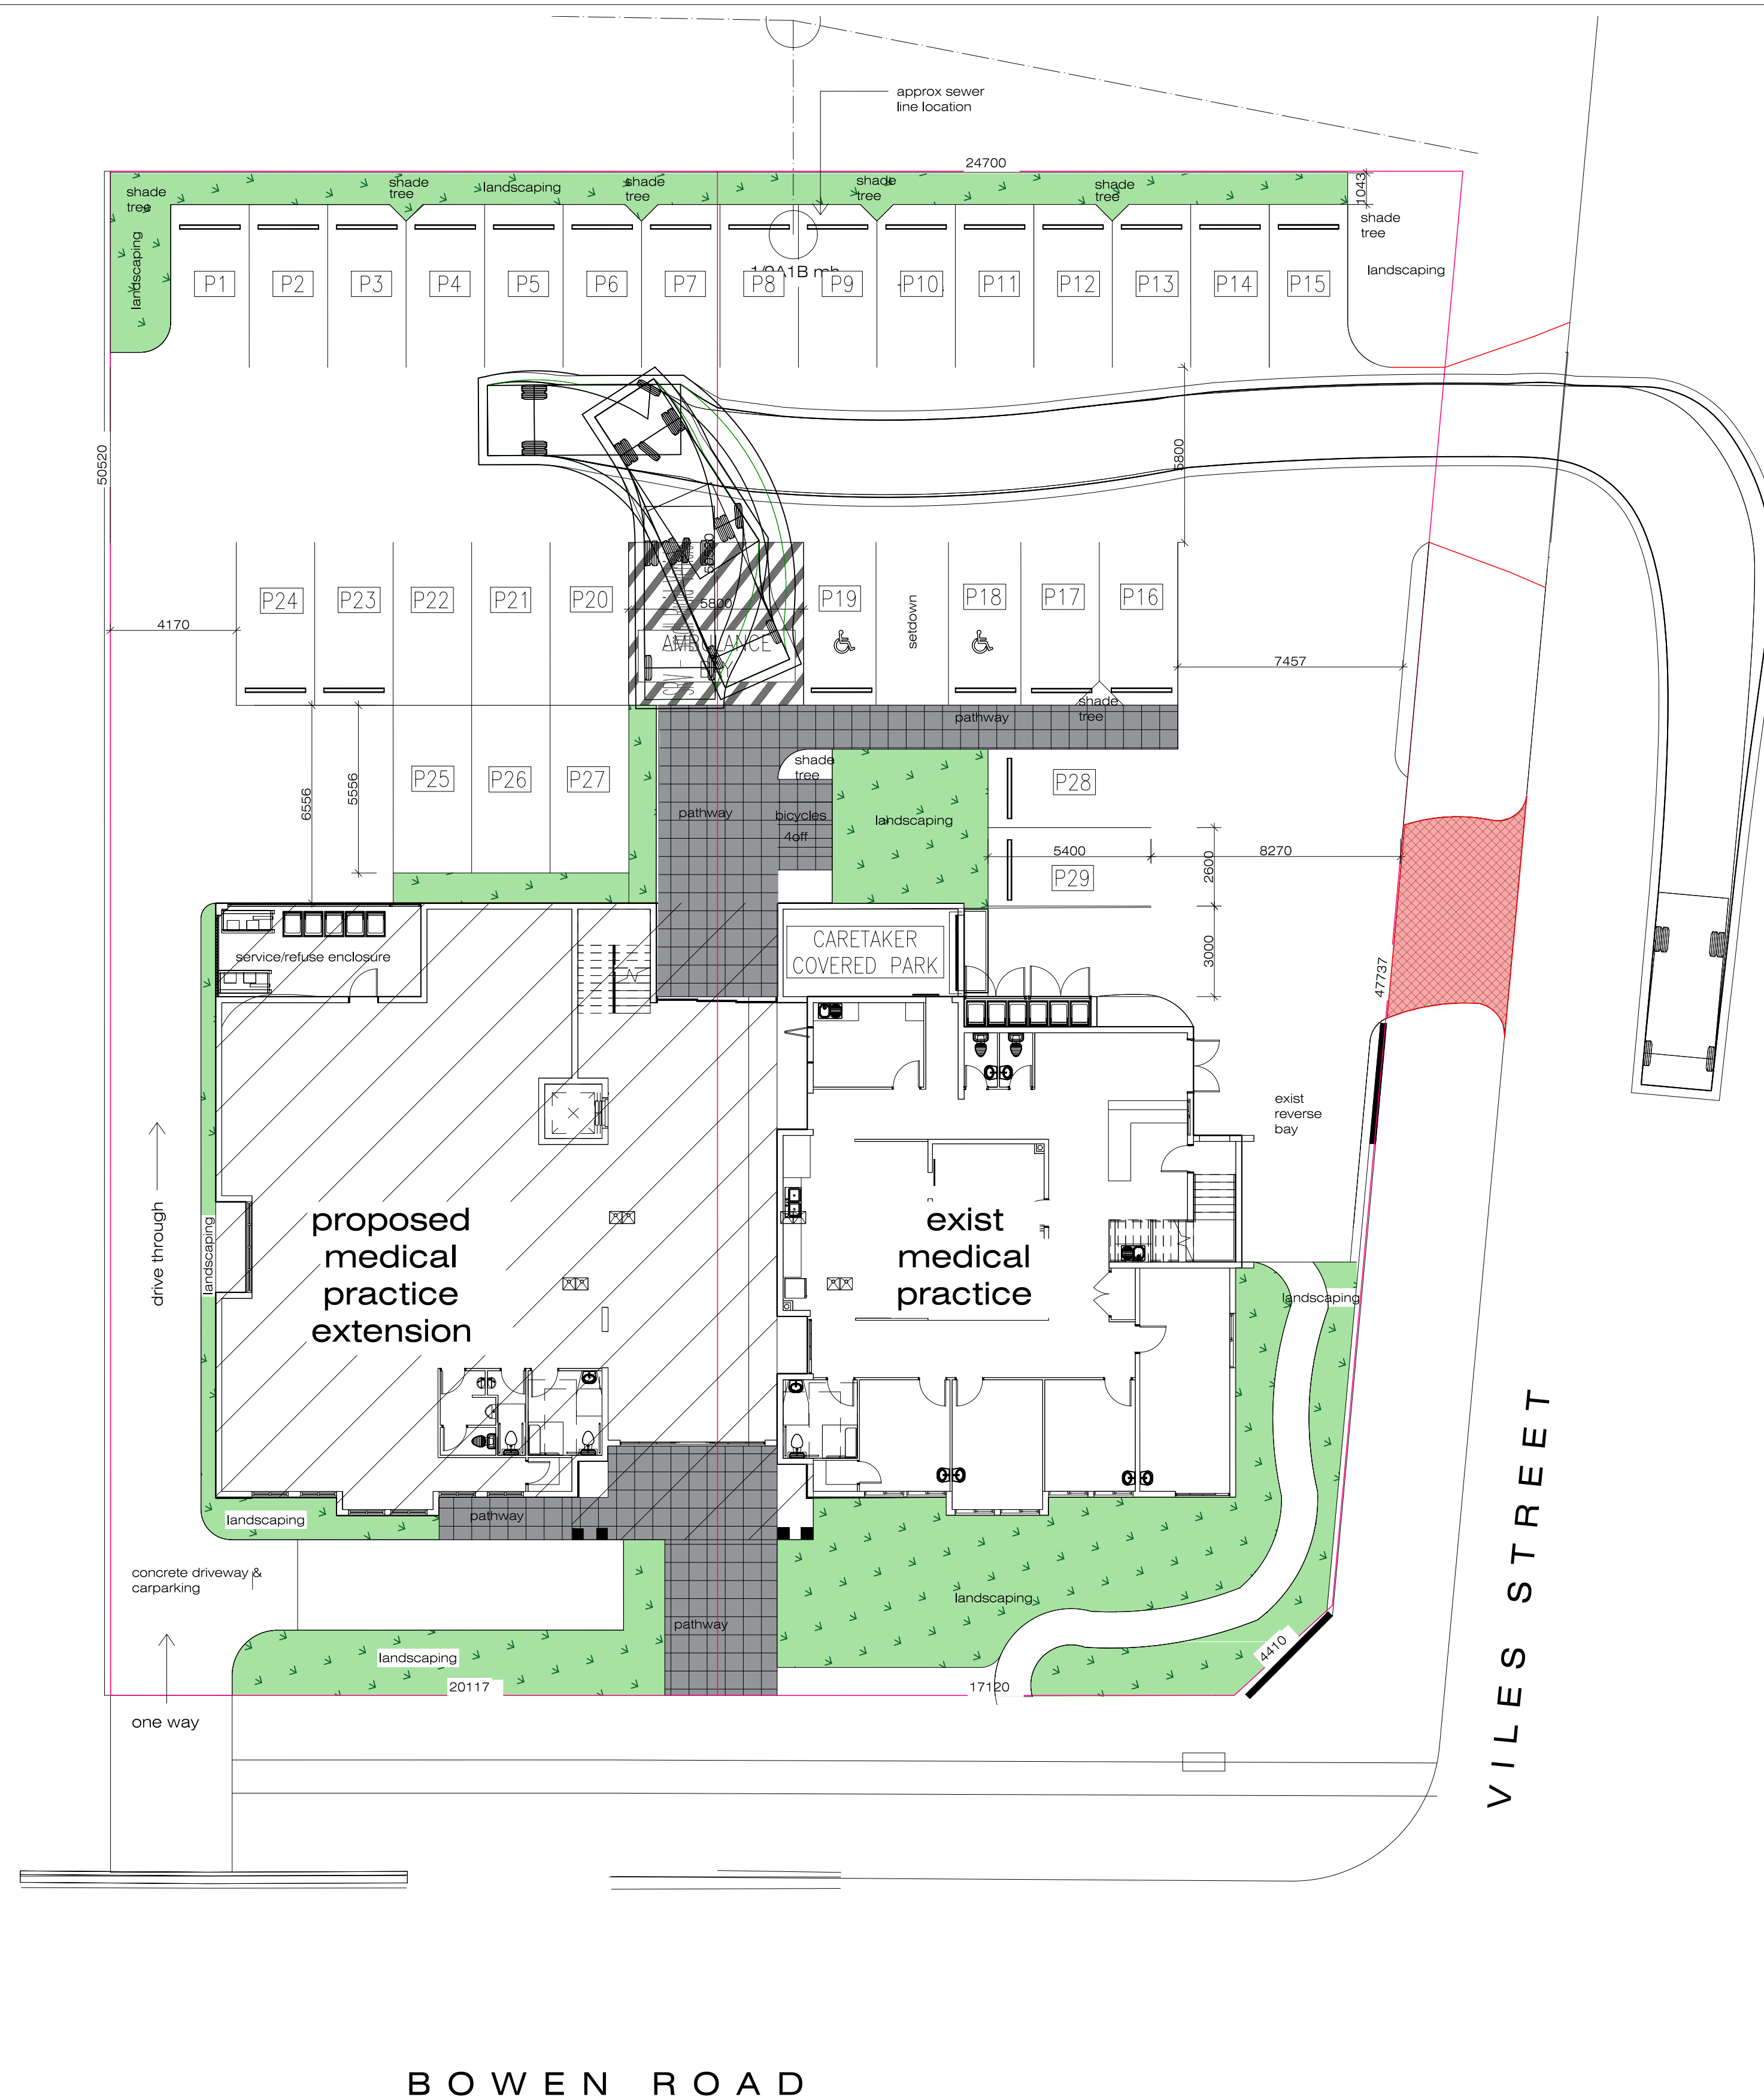 approx sewer
line location
24700
shade
tree
shade
tree
landscaping
shade
tree
shade
tree
shade
tree
1043
shade
tree
landscaping
landscaping
P1
P2
P3
P4
P5
P6
P7
P8
P9
P10
P11
P12
P13
P14
P15
50520
5800
P24
P23
P22
P21
P20
50520
5800
AMBULANCE
BAY
P19
setdown
P18
P17
P16
4170
7457
shade
tree
pathway
6556
5556
P25
P26
P27
pathway
shade
tree
bicycles
4off
landscaping
P28
P29
5400
8270
2600
3000
service/refuse enclosure
CARETAKER
COVERED PARK
47737
exist
reverse
bay
drive through
landscaping
proposed
medical
practice
extension
exist
medical
practice
landscaping
landscaping
pathway
concrete driveway &
carparking
landscaping
pathway
landscaping
4410
20117
17120
one way
VILES STREET
BOWEN ROAD